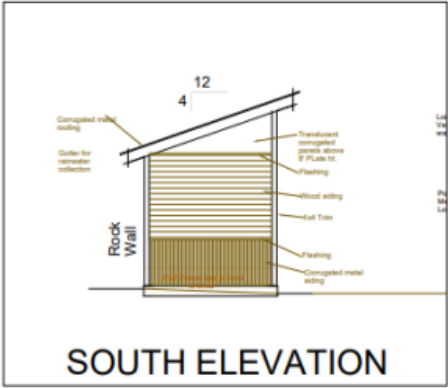 12
4
Corrugated metal
roofing
Gutter for
rainwater
collection
Translucent
corrugated
panels above
8' PLate ht.
Flashing
Wood siding
4x4 Trim
Rock
Wall
Flashing
Corrugated metal
siding
SOUTH ELEVATION